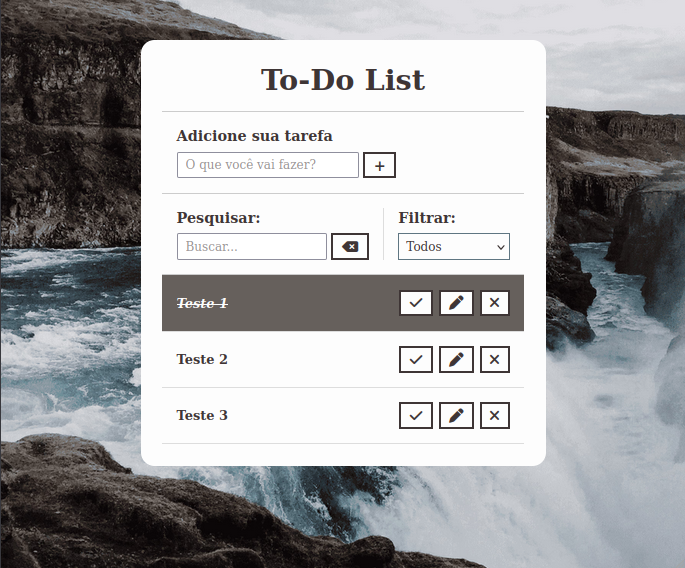 To-Do List
Adicione sua tarefa
O que você vai fazer?
+
Pesquisar:
Filtrar:
Buscar...
Todos
Teste 1
Teste 2
Teste 3